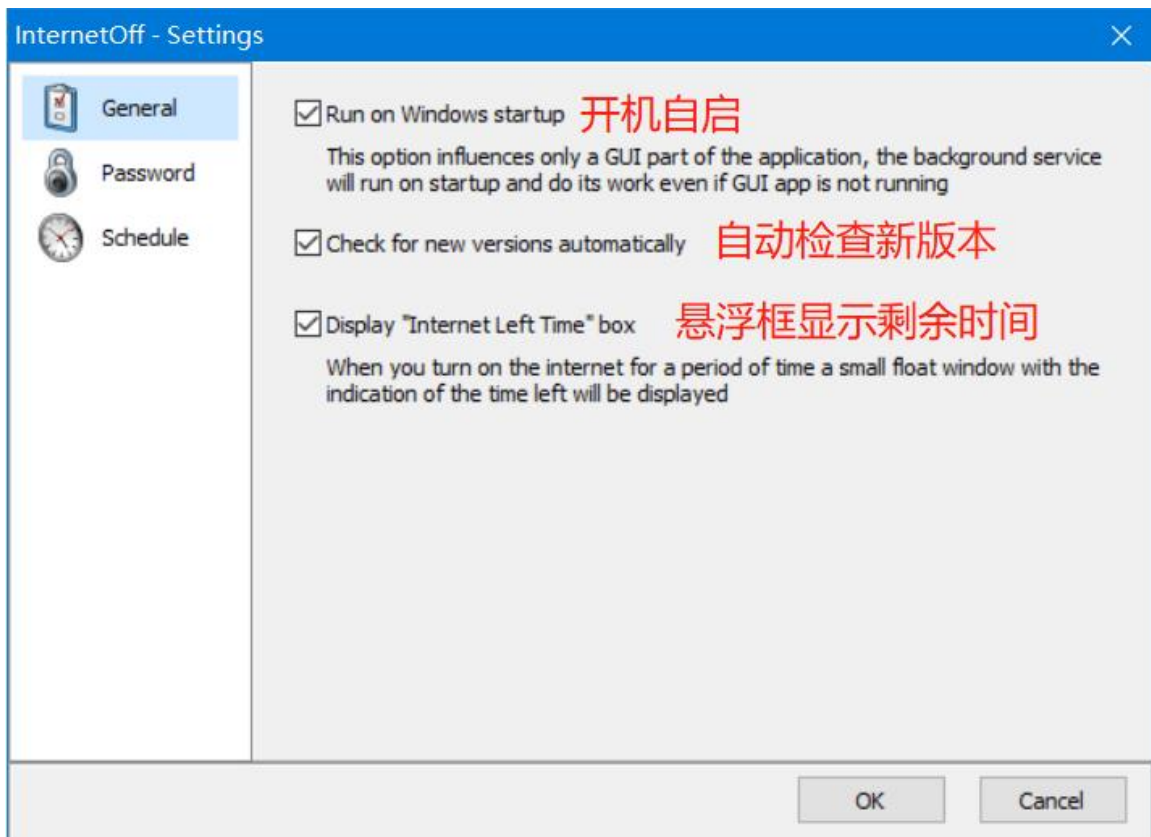 InternetOff - Settings
General
Password
Schedule
Run on Windows startup 开机自启
This option influences only a GUI part of the application, the background service
will run on startup and do its work even if GUI app is not running
Check for new versions automatically 自动检查新版本
Display "Internet Left Time" box 悬浮框显示剩余时间
When you turn on the internet for a period of time a small float window with the
indication of the time left will be displayed
OK
Cancel